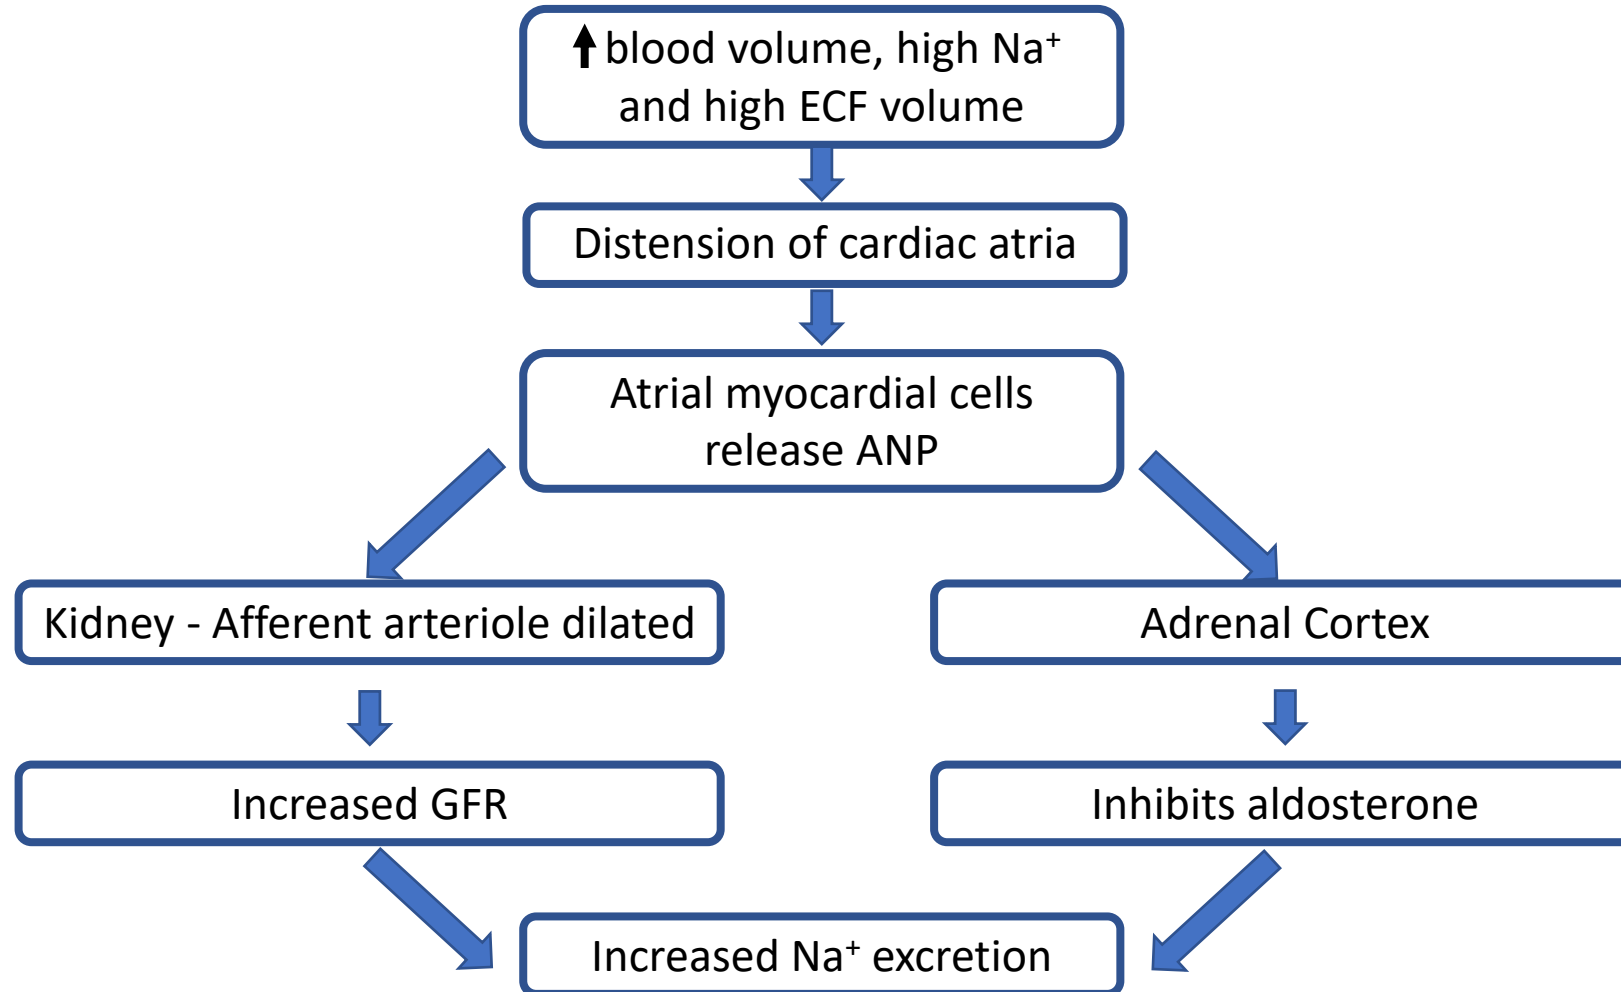 ⬆ blood volume, high Na⁺
and high ECF volume
Distension of cardiac atria
Atrial myocardial cells
release ANP
Kidney - Afferent arteriole dilated
Adrenal Cortex
Increased GFR
Inhibits aldosterone
Increased Na⁺ excretion